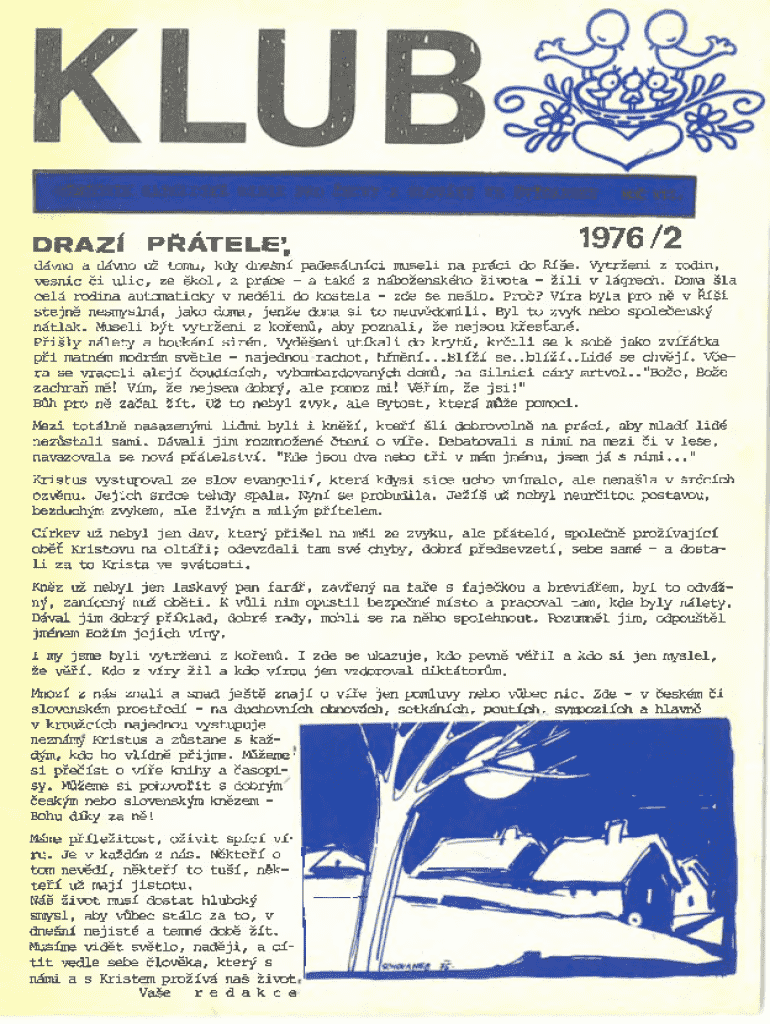 KLUB
DRAZÍ PŘÁTELE,
1976/2
dávno a dávno už tomu, kdy dnešní padesátníci museli na práci do Říše. Vytrženi z rodin,
vesnic či ulic, ze škol, z práce - a také z náboženského života - žili v lágrech. Doma šla
celá rodina automaticky v neděli do kostela - zde se nešlo. Proč? Víra byla pro ně v Říši
stejně nesmyslná, jako doma, jenže doma si to neuvědomili. Byl to zvyk nebo společenský
nátlak. Museli být vytrženi z kořenů, aby poznali, že nejsou křesťané.
Přišly nálety a houkání sirén. Vyděšeni utíkali do krytů, krčili se k sobě jako zvířátka
při matném modrém světle - najednou rachot, hřmění...Blíží se..blíží..Lidé se chvějí. Vče-
ra se vraceli alejí čoudících, vybombardovaných domů, na silnici cáry mrtvol.."Bože, Bože
zachraň mě! Vím, že nejsem dobrý, ale pomoz mi! Věřím, že jsi!"
Bůh pro ně začal žít. Už to nebyl zvyk, ale Bytost, která může pomoci.
Mezi totálně nasazenými lidmi byli i kněží, kteří šli dobrovolně na práci, aby mladí lidé
nezůstali sami. Dávali jim rozmnožené čtení o víře. Debatovali s nimi na mezi či v lese,
navazovala se nová přátelství. "Kde jsou dva nebo tři v mém jménu, jsem já s nimi..."
Kristus vystupoval ze slov evangelií, která kdysi sice ucho vnímalo, ale nenašla v srdcích
ozvěnu. Jejich srdce tehdy spala. Nyní se probudila. Ježíš už nebyl neurčitou postavou,
bezduchým zvykem, ale živým a milým přítelem.
Církev už nebyl jen dav, který přišel na mši ze zvyku, ale přátelé, společně prožívající
oběť Kristovu na oltáři; odevzdali tam své chyby, dobrá předsevzetí, sebe samé - a dosta-
li za to Krista ve svátosti.
Kněz už nebyl jen laskavý pan farář, zavřený na faře s faječkou a breviářem, byl to odváž-
ný, zanícený muž oběti. K vůli nim opustil bezpečné místo a pracoval tam, kde byly nálety.
Dával jim dobrý příklad, dobré rady, mohli se na něho spolehnout. Rozuměl jim, odpouštěl
jménem Božím jejich viny.
I my jsme byli vytrženi z kořenů. I zde se ukazuje, kdo pevně věřil a kdo si jen myslel,
že věří. Kdo z víry žil a kdo vírou jen vzdoroval diktátorům.
Mnozí z nás znali a snad ještě znají o víře jen pomluvy nebo vůbec nic. Zde - v českém či
slovenském prostředí - na duchovních obnovách, setkáních, poutích, sympoziích a hlavně
v kroužcích najednou vystupuje
neznámý Kristus a zůstane s kaž-
dým, kdo ho vlídně přijme. Můžeme
si přečíst o víře knihy a časopi-
sy. Můžeme si pohovořit s dobrým
českým nebo slovenským knězem -
Bohu díky za ně!
Máme příležitost, oživit spící ví-
ru. Je v každém z nás. Někteří o
tom nevědí, někteří to tuší, něk-
teří už mají jistotu.
Náš život musí dostat hluboký
smysl, aby vůbec stálo za to, v
dnešní nejisté a temné době žít.
Musíme vidět světlo, naději, a cí-
tit vedle sebe člověka, který s
námi a s Kristem prožívá náš život.
Vaše redakce